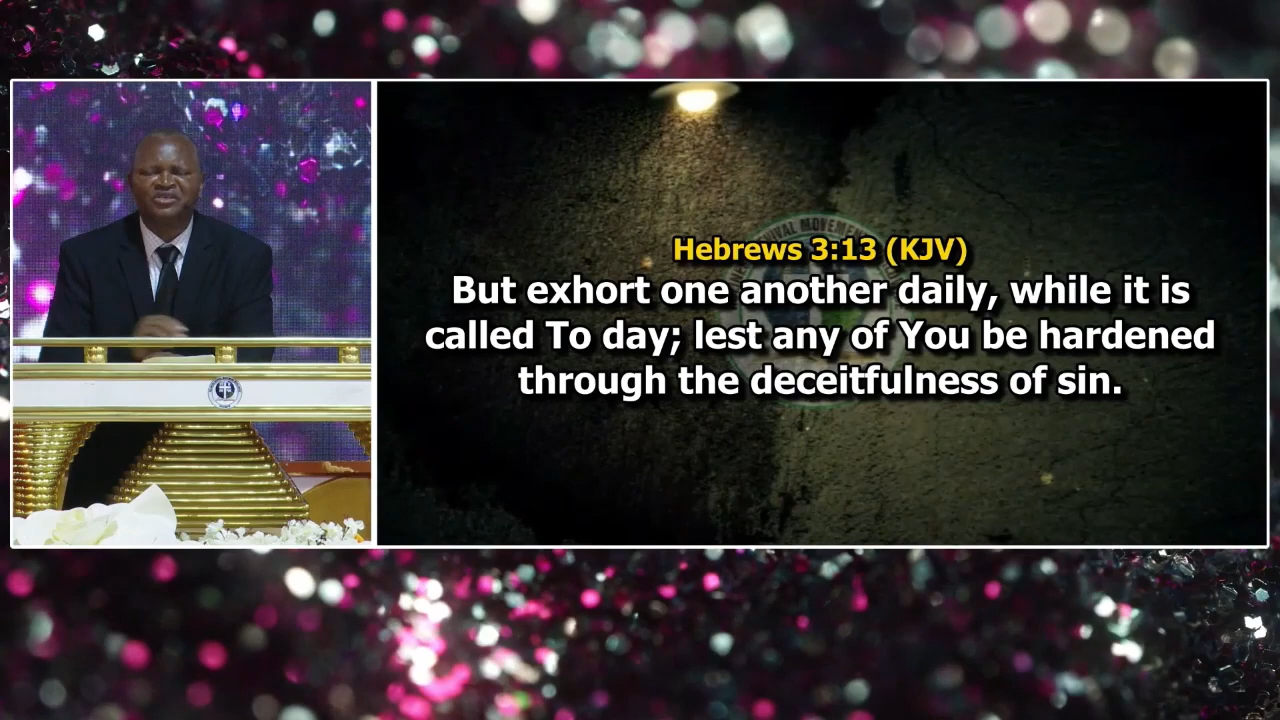 Hebrews 3:13 (KJV)
But exhort one another daily, while it is
called To day; lest any of You be hardened
through the deceitfulness of sin.